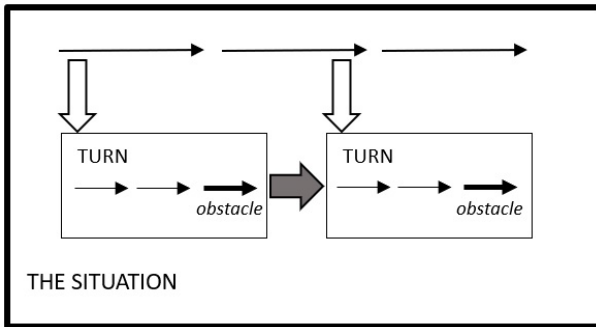 TURN
obstacle
TURN
obstacle
THE SITUATION